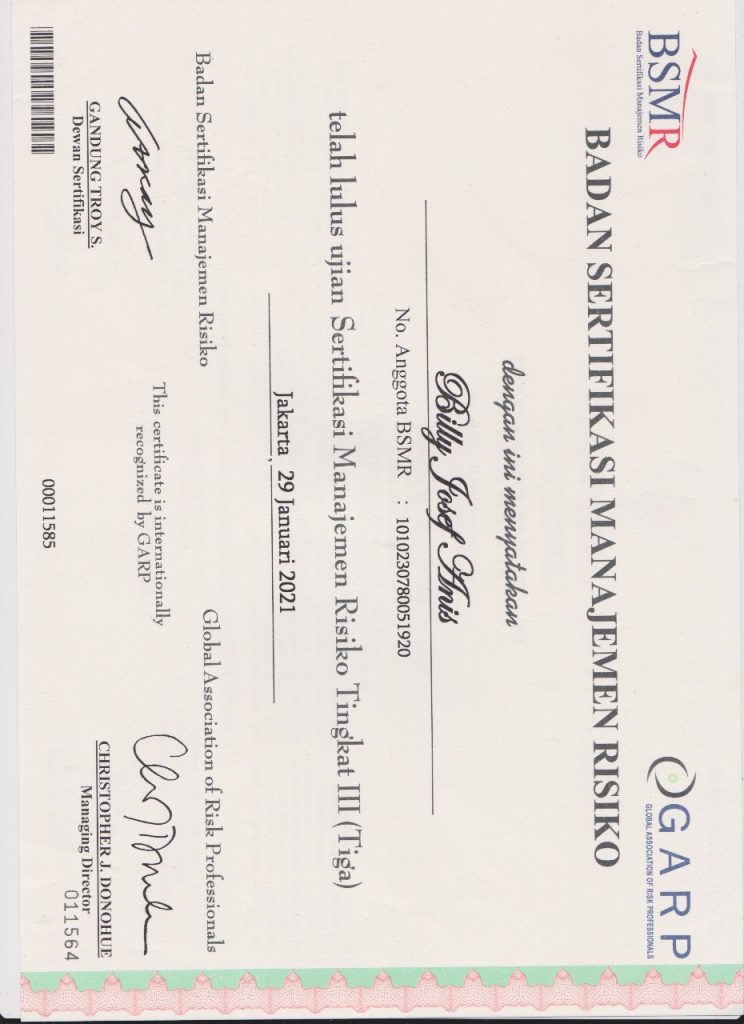 BSMR
Badan Sertifikasi Manajemen Risiko
GARP
GLOBAL ASSOCIATION OF RISK PROFESSIONALS
BADAN SERTIFIKASI MANAJEMEN RISIKO
dengan ini menyatakan
Billy Josef Anis
No. Anggota BSMR : 1010230780051920
telah lulus ujian Sertifikasi Manajemen Risiko Tingkat III (Tiga)
Jakarta, 29 Januari 2021
Badan Sertifikasi Manajemen Risiko
Global Association of Risk Professionals
This certificate is internationally
recognized by GARP
GANDUNG TROY S.
Dewan Sertifikasi
CHRISTOPHER J. DONOHUE
Managing Director
00011585
011564